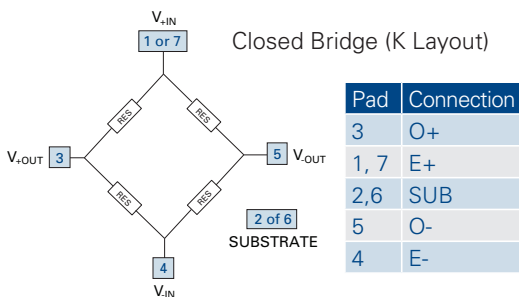 V+IN
1 or 7
Closed Bridge (K Layout)
RES
RES
V+OUT 3
5 V-OUT
RES
RES
2 of 6
SUBSTRATE
4
V-IN
Pad Connection
3 O+
1, 7 E+
2,6 SUB
5 O-
4 E-